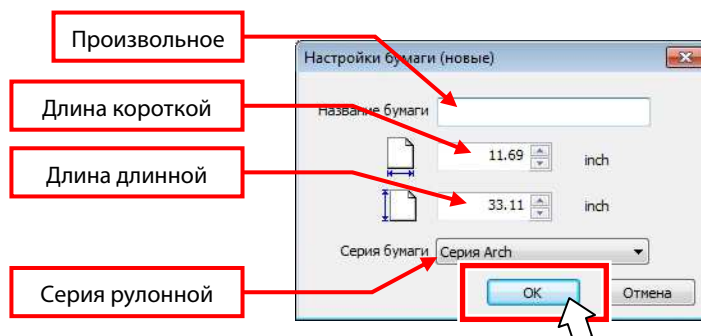 Произвольное
Настройки бумаги (новые)
Название бумаги
Длина короткой
11.69
inch
Длина длинной
33.11
inch
Серия бумаги
Серия Arch
Серия рулонной
OK
Отмена